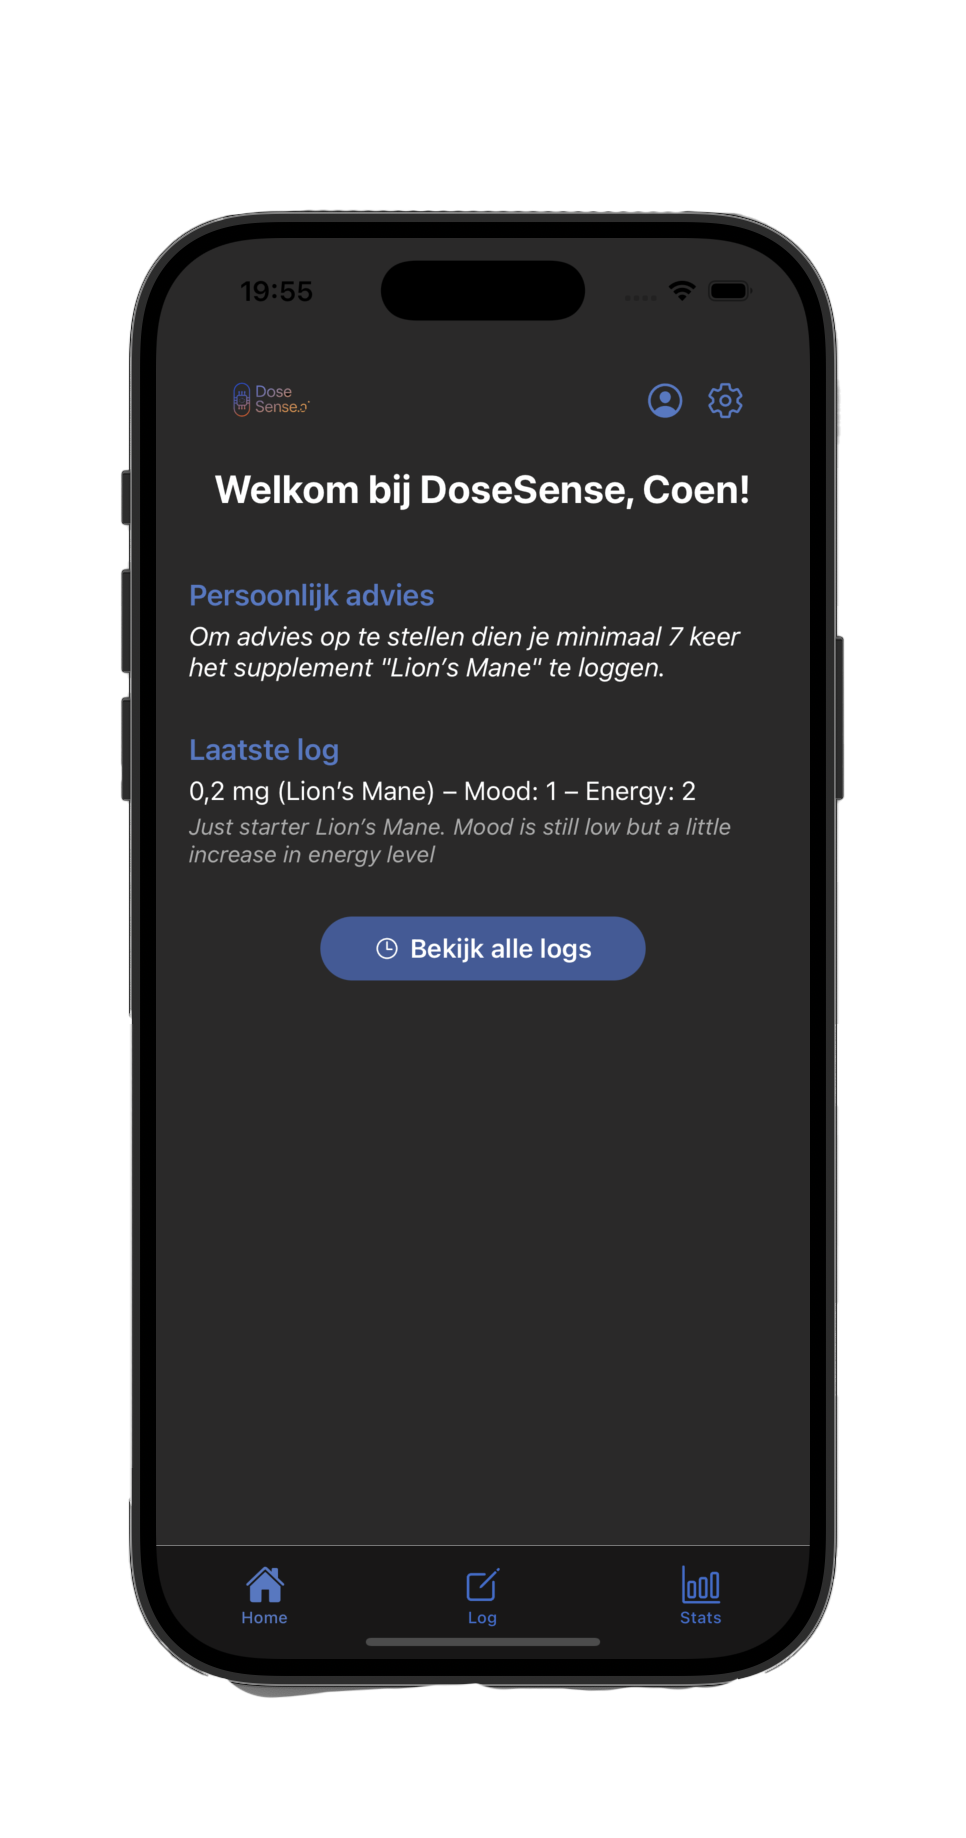 19:55
Dose
Sense
Welkom bij DoseSense, Coen!
Persoonlijk advies
Om advies op te stellen dien je minimaal 7 keer
het supplement "Lion’s Mane" te loggen.
Laatste log
0,2 mg (Lion’s Mane) – Mood: 1 – Energy: 2
Just starter Lion’s Mane. Mood is still low but a little
increase in energy level
Bekijk alle logs
Home
Log
Stats